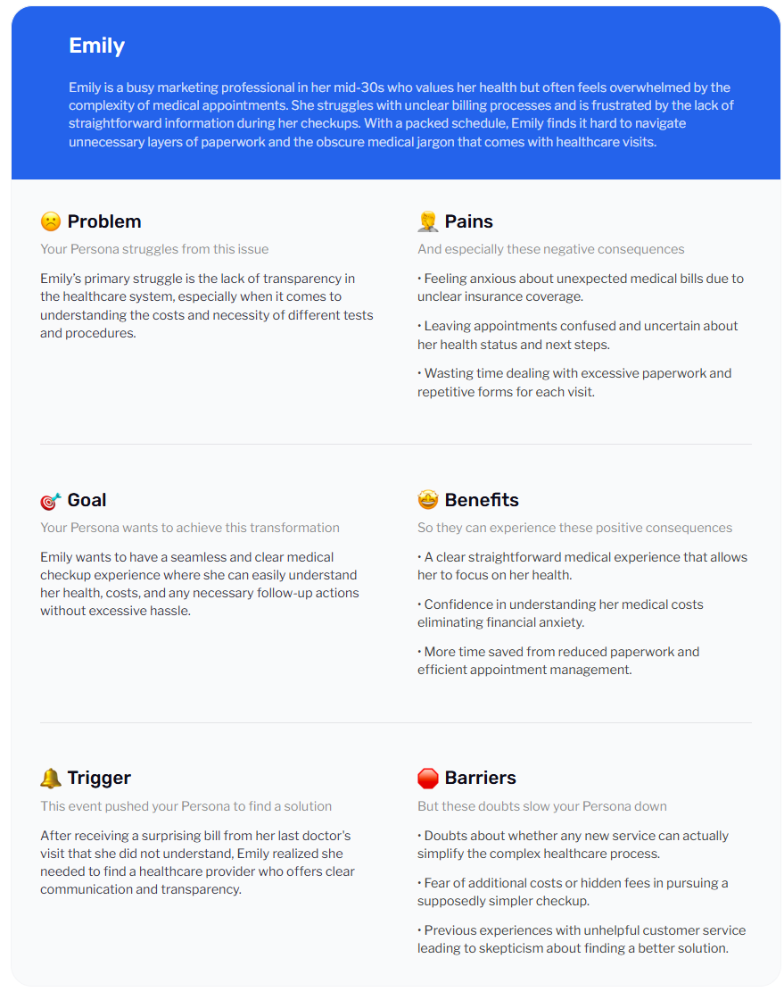 Emily
Emily is a busy marketing professional in her mid-30s who values her health but often feels overwhelmed by the
complexity of medical appointments. She struggles with unclear billing processes and is frustrated by the lack of
straightforward information during her checkups. With a packed schedule, Emily finds it hard to navigate
unnecessary layers of paperwork and the obscure medical jargon that comes with healthcare visits.
Problem
Your Persona struggles from this issue
Emily's primary struggle is the lack of transparency in
the healthcare system, especially when it comes to
understanding the costs and necessity of different tests
and procedures.
Pains
And especially these negative consequences
• Feeling anxious about unexpected medical bills due to
unclear insurance coverage.
• Leaving appointments confused and uncertain about
her health status and next steps.
• Wasting time dealing with excessive paperwork and
repetitive forms for each visit.
Goal
Your Persona wants to achieve this transformation
Emily wants to have a seamless and clear medical
checkup experience where she can easily understand
her health, costs, and any necessary follow-up actions
without excessive hassle.
Benefits
So they can experience these positive consequences
• A clear straightforward medical experience that allows
her to focus on her health.
• Confidence in understanding her medical costs
eliminating financial anxiety.
• More time saved from reduced paperwork and
efficient appointment management.
Trigger
This event pushed your Persona to find a solution
After receiving a surprising bill from her last doctor's
visit that she did not understand, Emily realized she
needed to find a healthcare provider who offers clear
communication and transparency.
Barriers
But these doubts slow your Persona down
• Doubts about whether any new service can actually
simplify the complex healthcare process.
• Fear of additional costs or hidden fees in pursuing a
supposedly simpler checkup.
• Previous experiences with unhelpful customer service
leading to skepticism about finding a better solution.